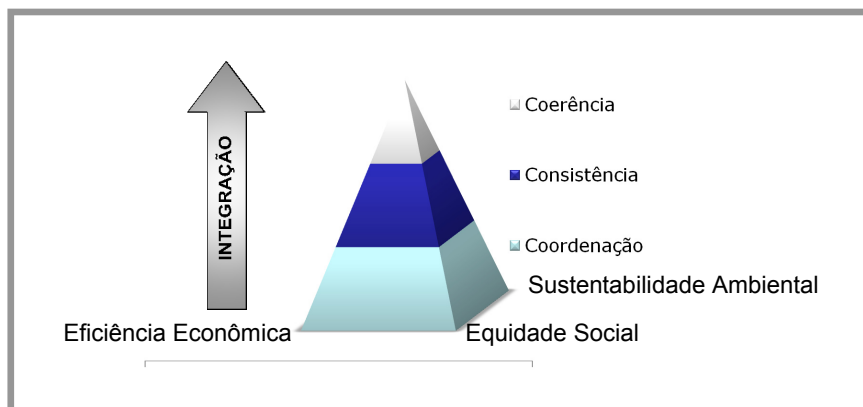 INTEGRAÇÃO
Coerência
Consistência
Coordenação
Sustentabilidade Ambiental
Eficiência Econômica
Equidade Social